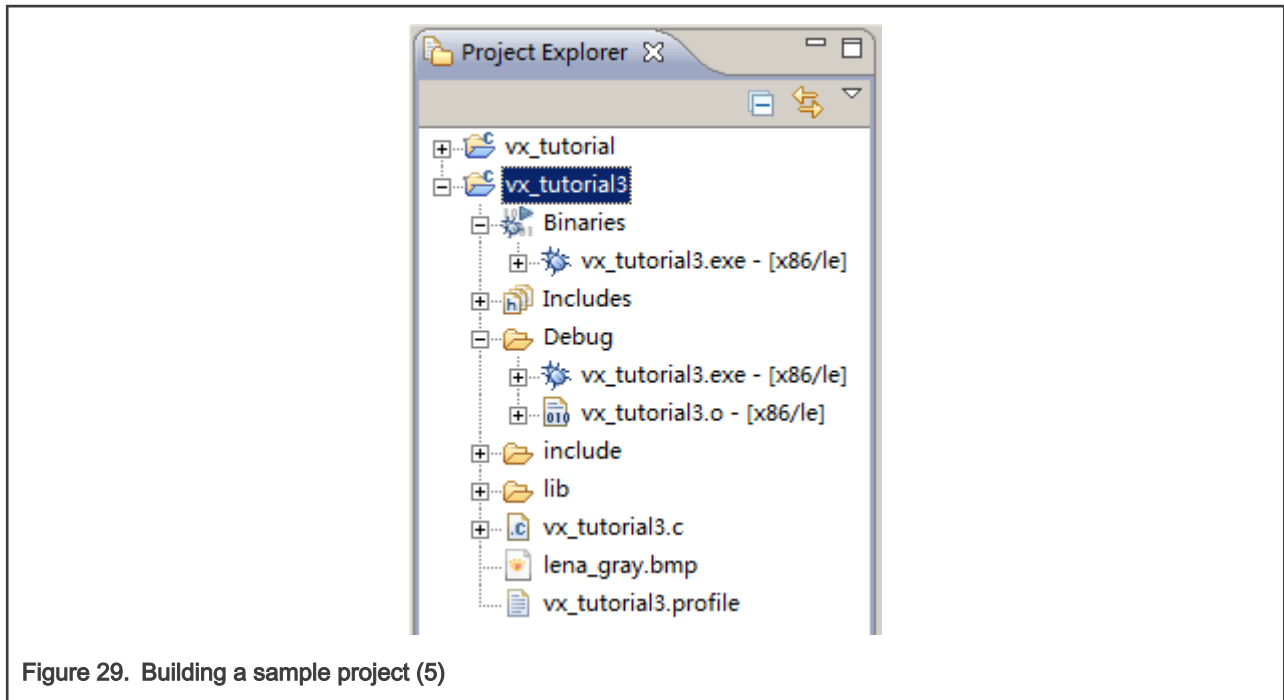 Project Explorer
vx_tutorial
vx_tutorial3
Binaries
vx_tutorial3.exe - [x86/le]
Includes
Debug
vx_tutorial3.exe - [x86/le]
vx_tutorial3.o - [x86/le]
include
lib
vx_tutorial3.c
lena_gray.bmp
vx_tutorial3.profile
Figure 29. Building a sample project (5)